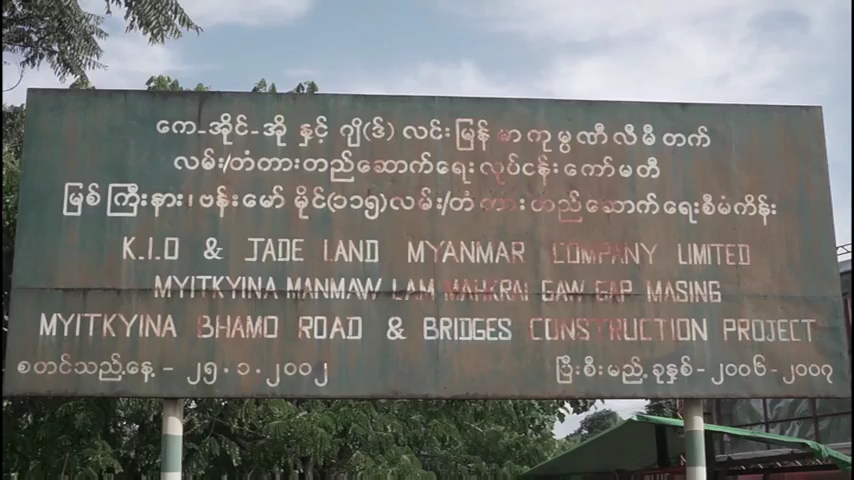 ကေ-အိုင်-အို နှင့် ဂျိ(ဒ်) လင်းမြန် မာကုမ္ပဏီလီမိတက်
လမ်း/တံတားတည်ဆောက်ရေး လုပ်ငန်း ကော်မတီ
မြစ်ကြီးနား၊ ဗန်းမော် မိုင်(၁၁၅)လမ်း/တံတားတည်ဆောက်ရေးစီမံကိန်း
K.I.O & JADE LAND MYANMAR COMPANY LIMITED
MYITKYINA MANMAW LAM MAHKRAI GAW GAP MASING
MYITKYINA BHAMO ROAD & BRIDGES CONSTRUCTION PROJECT
စတင်သည့်နေ့ - ၂၅.၁.၂၀၀၂ ပြီးစီးမည့်ခုနှစ်-၂၀၀၆-၂၀၀၇